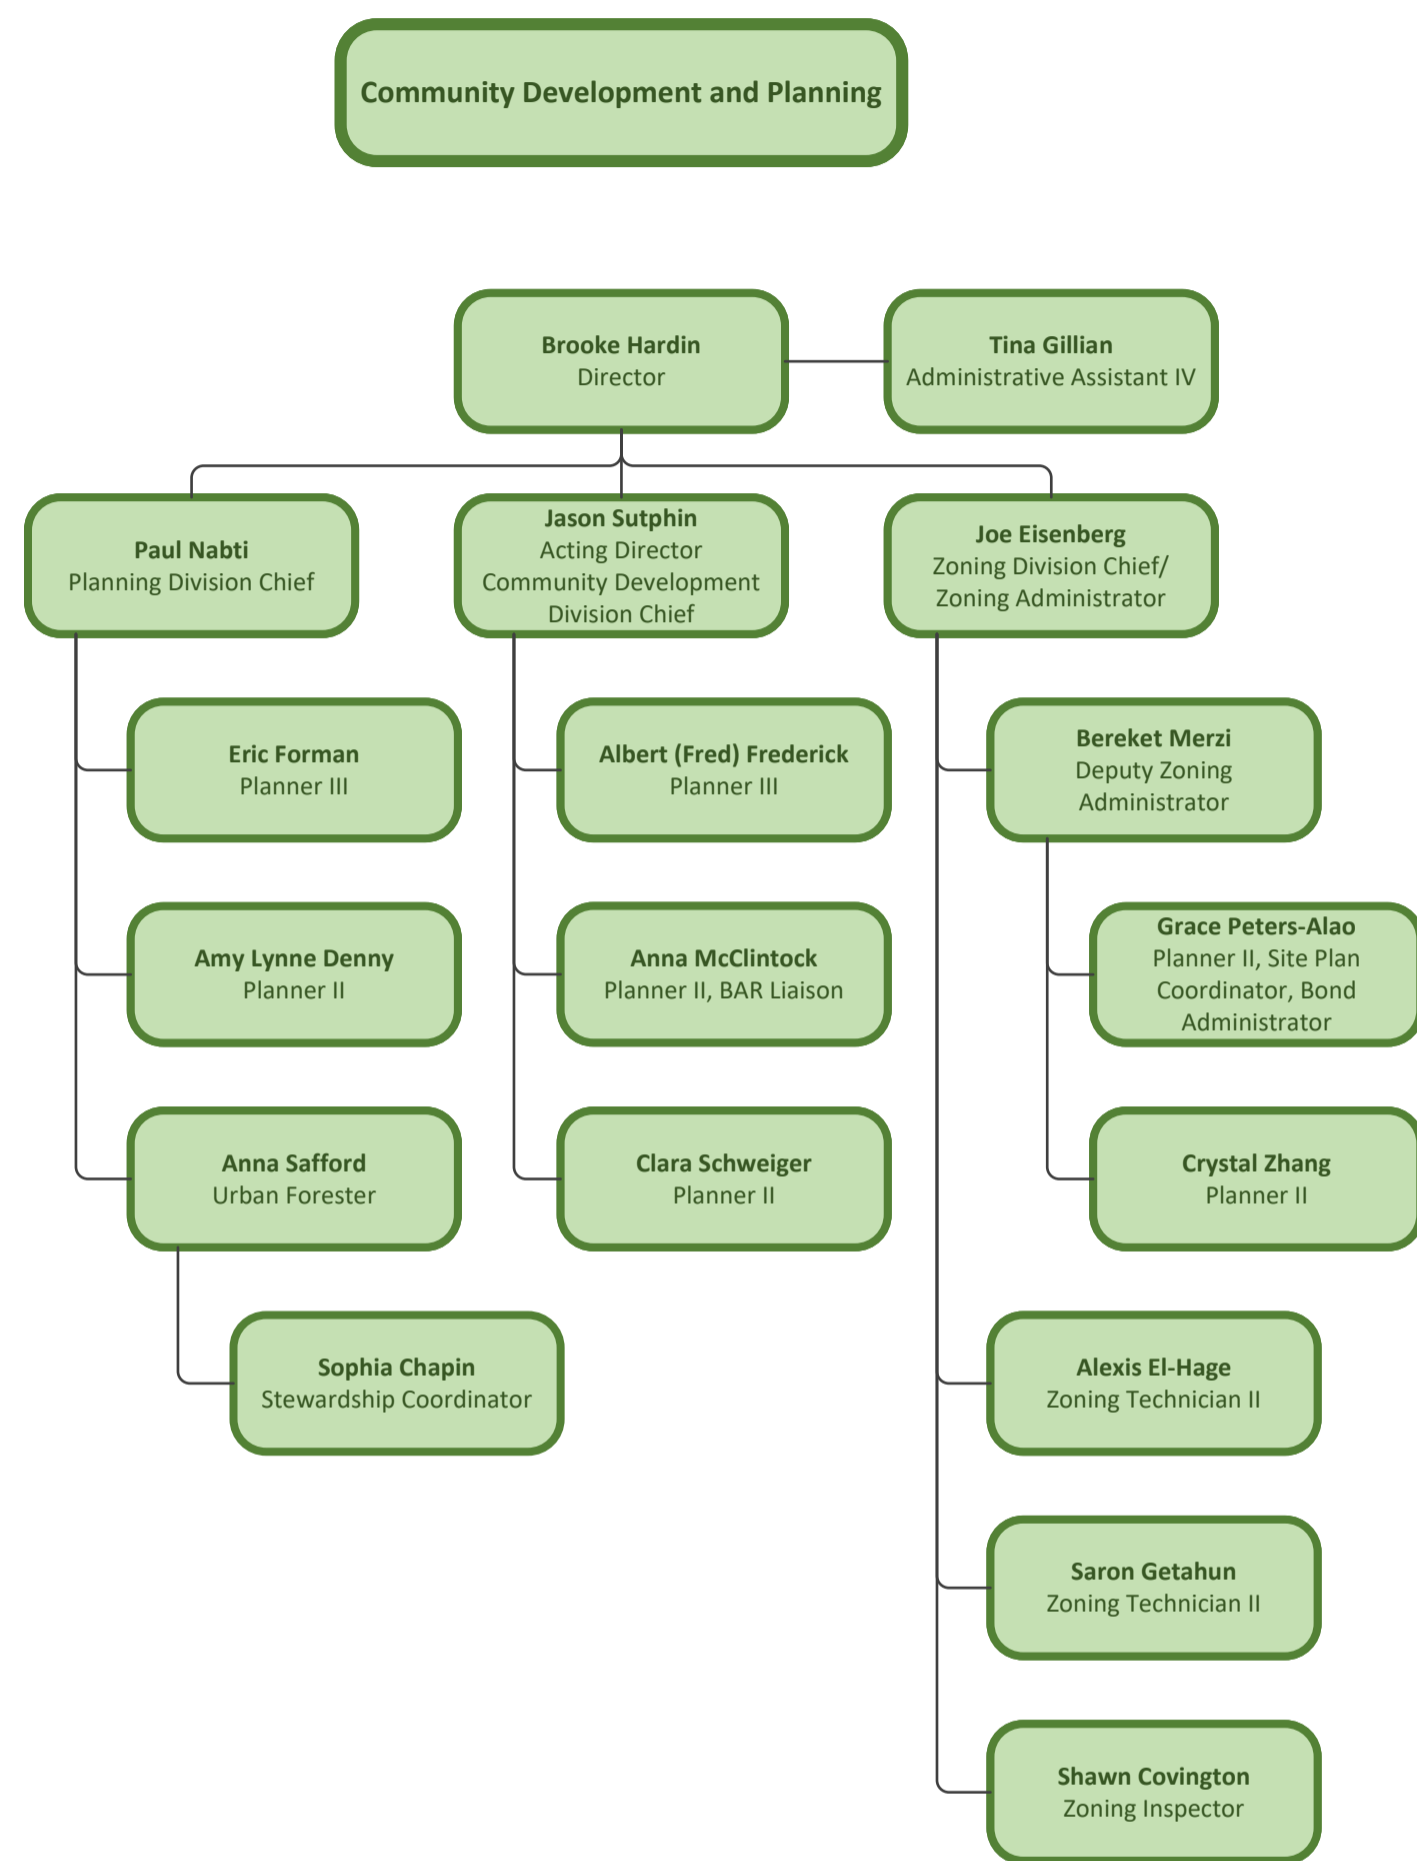 Community Development and Planning
Brooke Hardin
Director
Tina Gillian
Administrative Assistant IV
Paul Nabti
Planning Division Chief
Jason Sutphin
Acting Director
Community Development
Division Chief
Joe Eisenberg
Zoning Division Chief/
Zoning Administrator
Eric Forman
Planner III
Albert (Fred) Frederick
Planner III
Bereket Merzi
Deputy Zoning
Administrator
Amy Lynne Denny
Planner II
Anna McClintock
Planner II, BAR Liaison
Grace Peters-Alao
Planner II, Site Plan
Coordinator, Bond
Administrator
Anna Safford
Urban Forester
Clara Schweiger
Planner II
Crystal Zhang
Planner II
Sophia Chapin
Stewardship Coordinator
Alexis El-Hage
Zoning Technician II
Saron Getahun
Zoning Technician II
Shawn Covington
Zoning Inspector